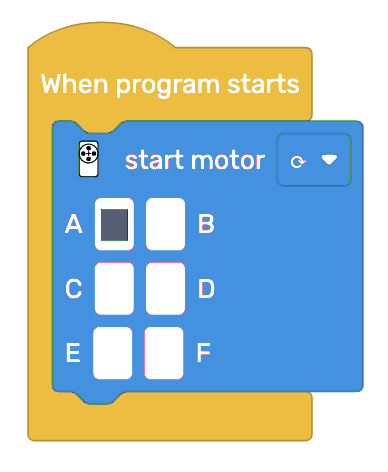 When program starts
start motor
A B
C D
E F